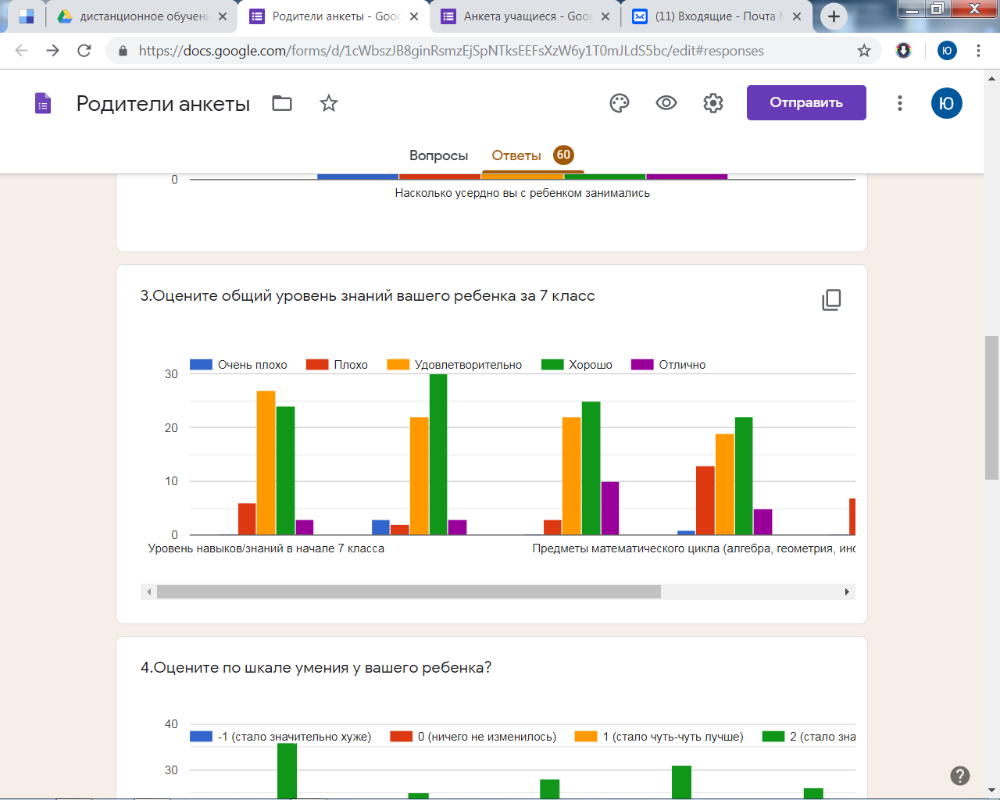 дистанционное обучени
Родители анкеты - Goo
Анкета учащиеся - Goo
(11) Входящие - Почта
https://docs.google.com/forms/d/1cWbszJB8ginRsmzEjSpNTksEEFsXzW6y1T0mJLdS5bc/edit#responses
Ю
Родители анкеты
Отправить
Ю
Вопросы
Ответы 60
0
Насколько усердно вы с ребенком занимались
3.Оцените общий уровень знаний вашего ребенка за 7 класс
Очень плохо Плохо Удовлетворительно Хорошо Отлично
30
20
10
0
Уровень навыков/знаний в начале 7 класса
Предметы математического цикла (алгебра, геометрия, инс
4.Оцените по шкале умения у вашего ребенка?
40
-1 (стало значительно хуже) 0 (ничего не изменилось) 1 (стало чуть-чуть лучше) 2 (стало зна
30